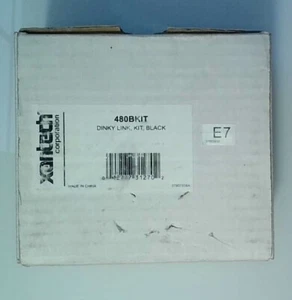 xantech
corporation
480BKIT
DINKY LINK, KIT, BLACK
E7
MADE IN CHINA